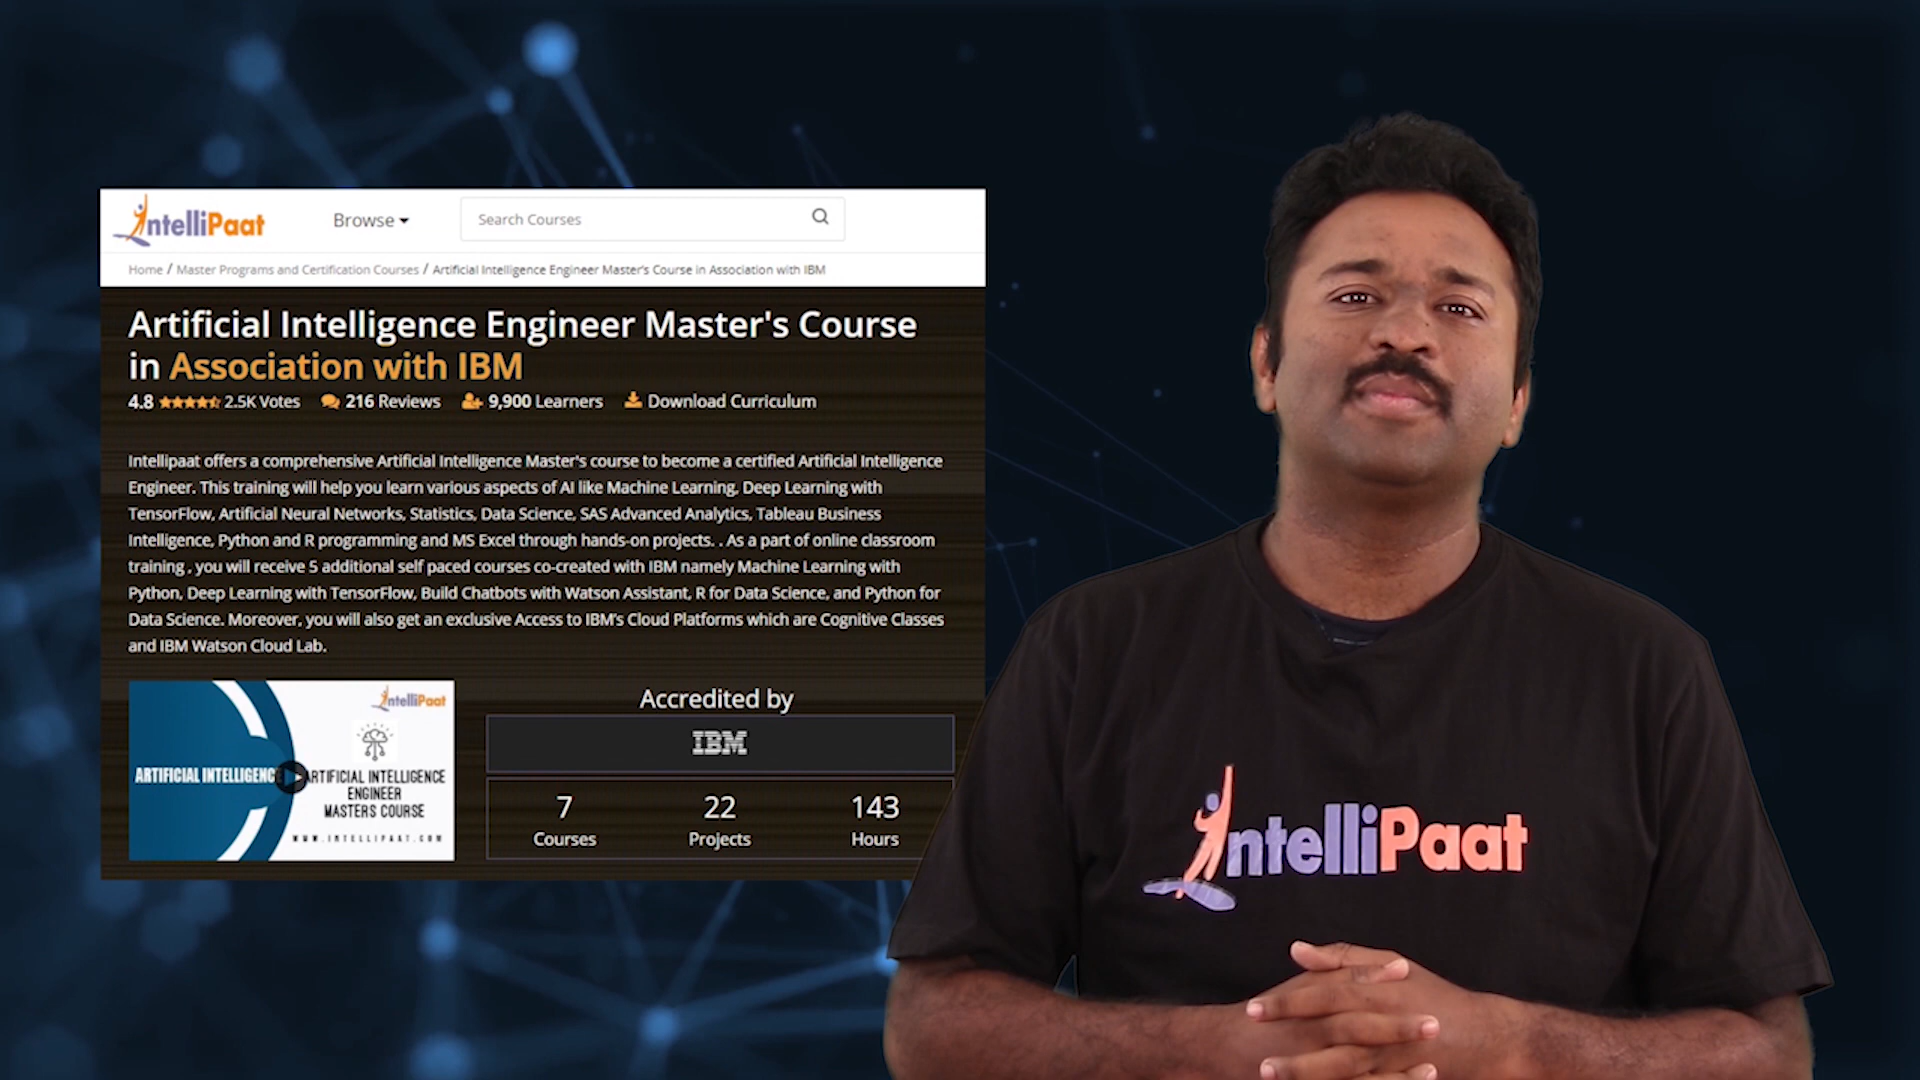 IntelliPaat
Browse
Search Courses
Home / Master Programs and Certification Courses / Artificial Intelligence Engineer Master's Course in Association with IBM
Artificial Intelligence Engineer Master's Course
in Association with IBM
4.8 2.5K Votes 216 Reviews 9,900 Learners Download Curriculum
Intellipaat offers a comprehensive Artificial Intelligence Master's course to become a certified Artificial Intelligence
Engineer. This training will help you learn various aspects of AI like Machine Learning, Deep Learning with
TensorFlow, Artificial Neural Networks, Statistics, Data Science, SAS Advanced Analytics, Tableau Business
Intelligence, Python and R programming and MS Excel through hands-on projects. . As a part of online classroom
training , you will receive 5 additional self paced courses co-created with IBM namely Machine Learning with
Python, Deep Learning with TensorFlow, Build Chatbots with Watson Assistant, R for Data Science, and Python for
Data Science. Moreover, you will also get an exclusive Access to IBM's Cloud Platforms which are Cognitive Classes
and IBM Watson Cloud Lab.
IntelliPaat
ARTIFICIAL INTELLIGENCE
ARTIFICIAL INTELLIGENCE
ENGINEER
MASTERS COURSE
WWW.INTELLIPAAT.COM
Accredited by
IBM
7 22 143
Courses Projects Hours
IntelliPaat